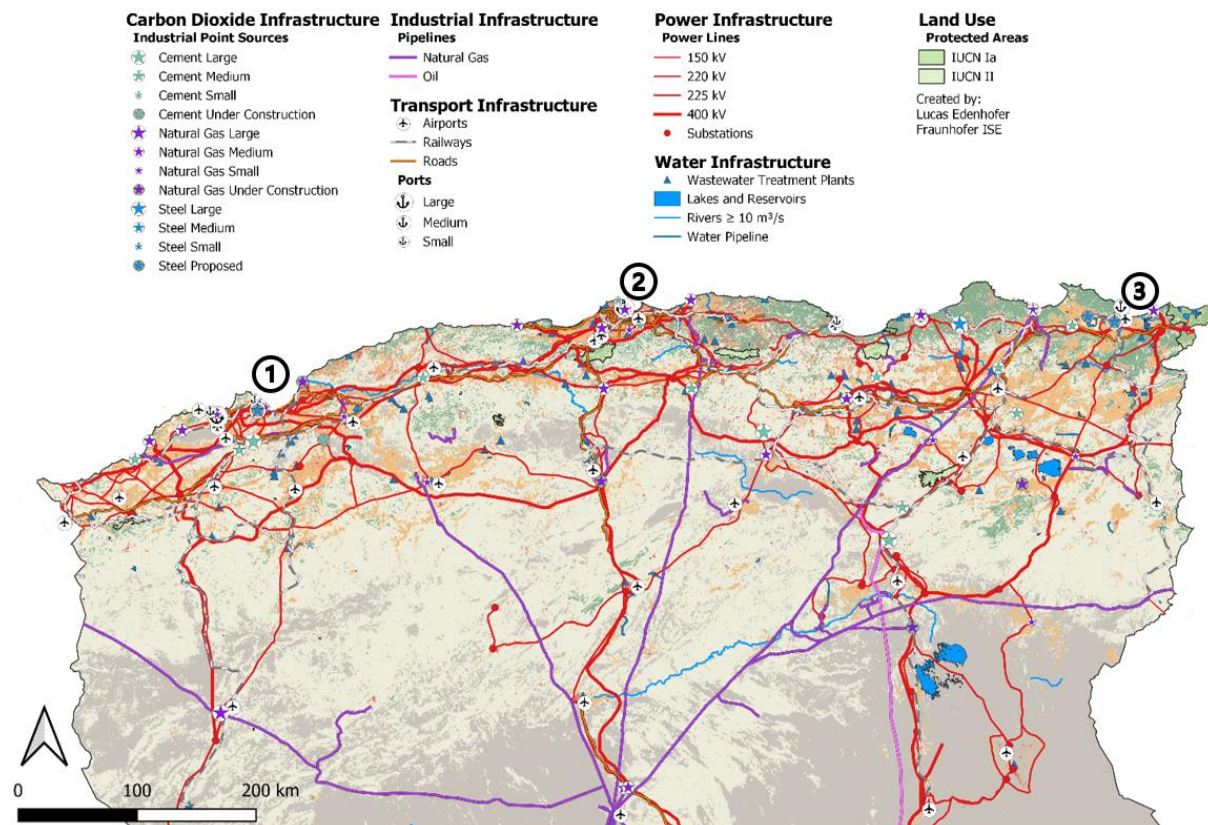 Carbon Dioxide Infrastructure
Industrial Point Sources
Cement Large
Cement Medium
Cement Small
Cement Under Construction
Natural Gas Large
Natural Gas Medium
Natural Gas Small
Natural Gas Under Construction
Steel Large
Steel Medium
Steel Small
Steel Proposed
Industrial Infrastructure
Pipelines
Natural Gas
Oil
Transport Infrastructure
Airports
Railways
Roads
Ports
Large
Medium
Small
Power Infrastructure
Power Lines
150 kV
220 kV
225 kV
400 kV
Substations
Water Infrastructure
Wastewater Treatment Plants
Lakes and Reservoirs
Rivers ≥ 10 m³/s
Water Pipeline
Land Use
Protected Areas
IUCN Ia
IUCN II
Created by:
Lucas Edenhofer
Fraunhofer ISE
1
2
3
0 100 200 km